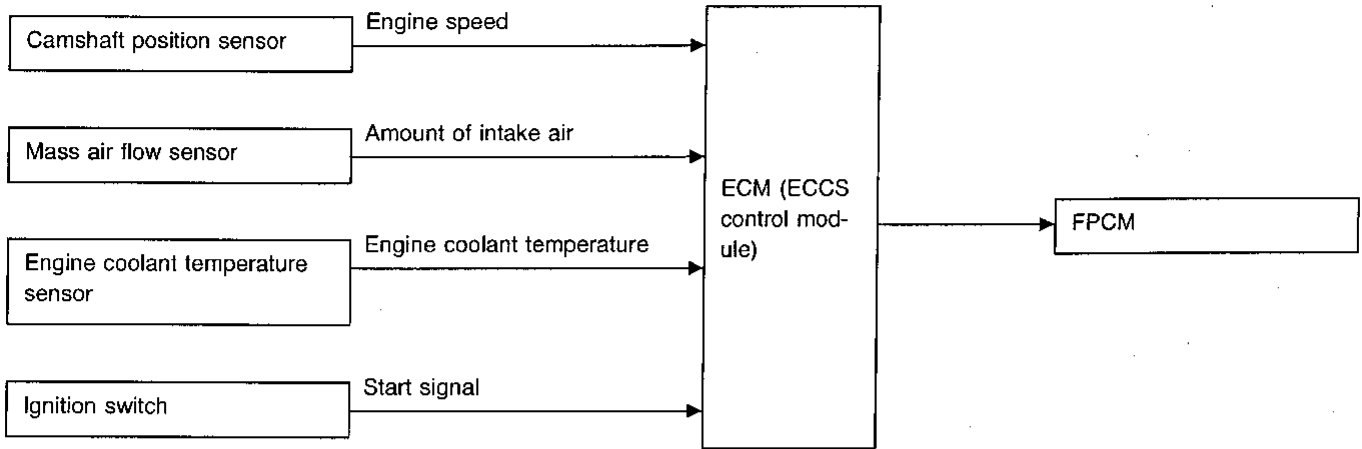 Engine speed
Camshaft position sensor
Amount of intake air
Mass air flow sensor
ECM (ECCS
control mod-
ule)
FPCM
Engine coolant temperature
Engine coolant temperature
sensor
Start signal
Ignition switch